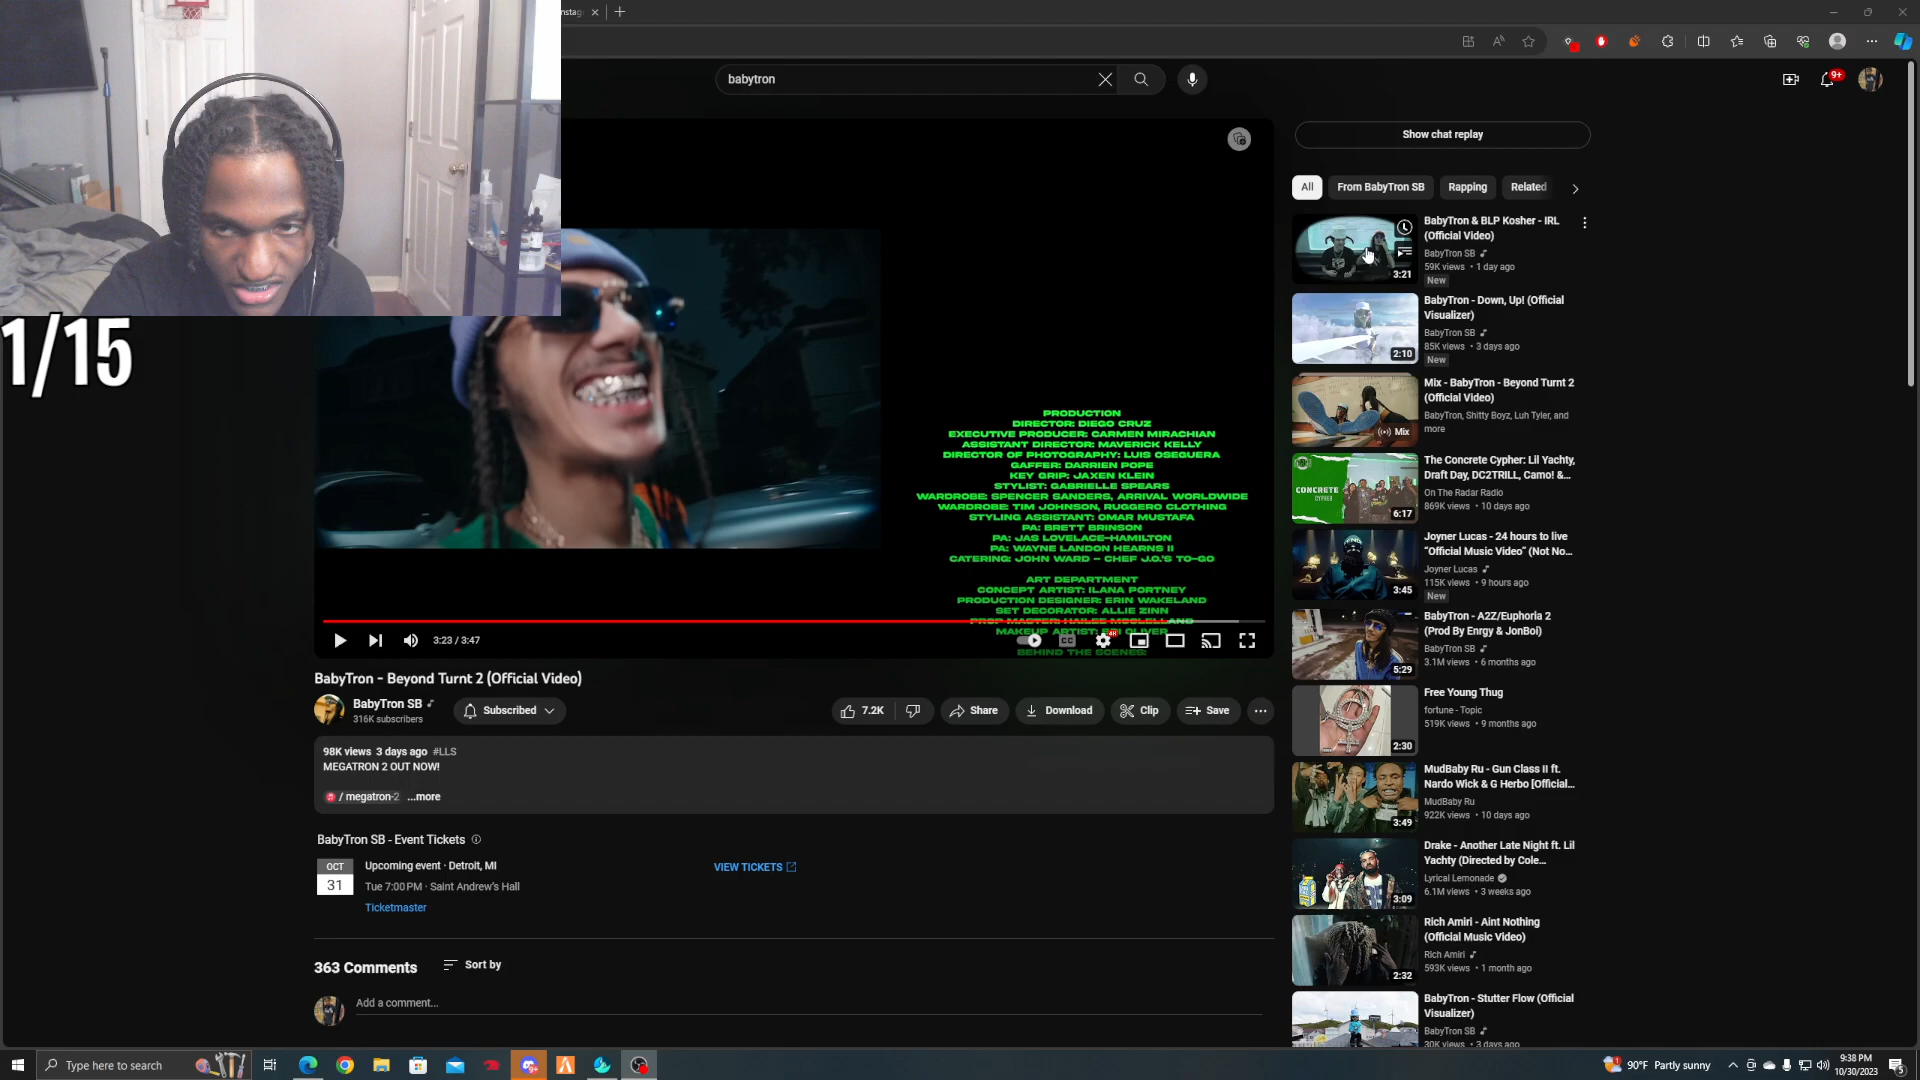 babytron
9+
Show chat replay
All
From BabyTron SB
Rapping
Related
BabyTron & BLP Kosher - IRL
(Official Video)
BabyTron SB
59K views • 1 day ago
New
3:21
BabyTron - Down, Up! (Official
Visualizer)
BabyTron SB
85K views • 3 days ago
New
2:10
Mix - BabyTron - Beyond Turnt 2
(Official Video)
BabyTron, Shitty Boyz, Luh Tyler, and
more
Mix
The Concrete Cypher: Lil Yachty,
Draft Day, DC2TRILL, Camo! &...
On The Radar Radio
869K views • 10 days ago
CONCRETE
CYPHER
6:17
Joyner Lucas - 24 hours to live
"Official Music Video" (Not No...
Joyner Lucas
115K views • 9 hours ago
New
3:45
BabyTron - A2Z/Euphoria 2
(Prod By Enrgy & JonBoi)
BabyTron SB
3.1M views • 6 months ago
5:29
Free Young Thug
fortune - Topic
519K views • 9 months ago
2:30
MudBaby Ru - Gun Class II ft.
Nardo Wick & G Herbo [Official...
MudBaby Ru
922K views • 10 days ago
3:49
Drake - Another Late Night ft. Lil
Yachty (Directed by Cole...
Lyrical Lemonade
6.1M views • 3 weeks ago
3:09
Rich Amiri - Aint Nothing
(Official Music Video)
Rich Amiri
593K views • 1 month ago
2:32
BabyTron - Stutter Flow (Official
Visualizer)
BabyTron SB
30K views • 3 days ago
1/15
PRODUCTION
DIRECTOR: DIEGO CRUZ
EXECUTIVE PRODUCER: CARMEN MIRACHIAN
ASSISTANT DIRECTOR: MAVERICK KELLY
DIRECTOR OF PHOTOGRAPHY: LUIS OSEGUERA
GAFFER: DARRIEN POPE
KEY GRIP: JAXEN KLEIN
STYLIST: GABRIELLE SPEARS
WARDROBE: SPENCER SANDERS, ARRIVAL WORLDWIDE
WARDROBE: TIM JOHNSON, RUGGERO CLOTHING
STYLING ASSISTANT: OMAR MUSTAFA
PA: BRETT BRINSON
PA: JAS LOVELACE-HAMILTON
PA: WAYNE LANDON HEARNS II
CATERING: JOHN WARD - CHEF J.O.'S TO-GO
ART DEPARTMENT
CONCEPT ARTIST: ILANA PORTNEY
PRODUCTION DESIGNER: ERIN WAKELAND
SET DECORATOR: ALLIE ZINN
BEHIND THE SCENES:
3:23 / 3:47
BabyTron - Beyond Turnt 2 (Official Video)
BabyTron SB
316K subscribers
Subscribed
7.2K
Share
Download
Clip
Save
98K views 3 days ago #LLS
MEGATRON 2 OUT NOW!
/ megatron-2 ...more
BabyTron SB - Event Tickets
OCT
31
Upcoming event · Detroit, MI
Tue 7:00 PM · Saint Andrew's Hall
Ticketmaster
VIEW TICKETS
363 Comments
Sort by
Add a comment...
Type here to search
90°F Partly sunny
9:38 PM
10/30/2023
5